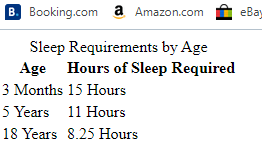 B. Booking.com a Amazon.com eBay
Sleep Requirements by Age
Age Hours of Sleep Required
3 Months 15 Hours
5 Years 11 Hours
18 Years 8.25 Hours